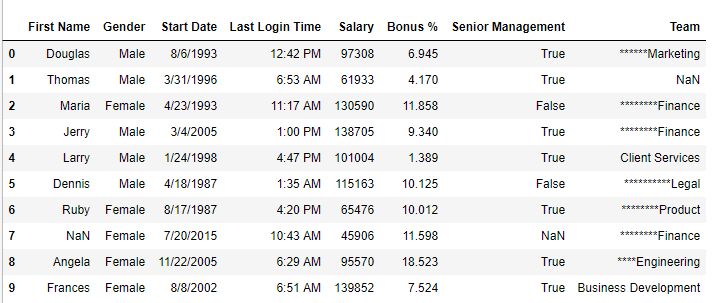 First Name Gender Start Date Last Login Time Salary Bonus % Senior Management Team
0 Douglas Male 8/6/1993 12:42 PM 97308 6.945 True ******Marketing
1 Thomas Male 3/31/1996 6:53 AM 61933 4.170 True NaN
2 Maria Female 4/23/1993 11:17 AM 130590 11.858 False ********Finance
3 Jerry Male 3/4/2005 1:00 PM 138705 9.340 True ********Finance
4 Larry Male 1/24/1998 4:47 PM 101004 1.389 True Client Services
5 Dennis Male 4/18/1987 1:35 AM 115163 10.125 False **********Legal
6 Ruby Female 8/17/1987 4:20 PM 65476 10.012 True ********Product
7 NaN Female 7/20/2015 10:43 AM 45906 11.598 NaN ********Finance
8 Angela Female 11/22/2005 6:29 AM 95570 18.523 True ****Engineering
9 Frances Female 8/8/2002 6:51 AM 139852 7.524 True Business Development